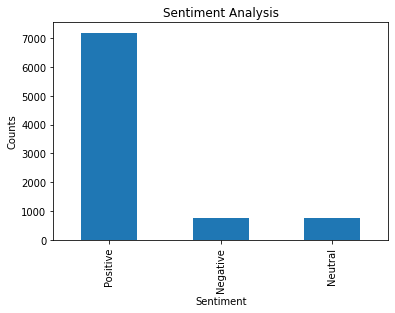 Sentiment Analysis
Counts
7000
6000
5000
4000
3000
2000
1000
0
Positive
Negative
Neutral
Sentiment